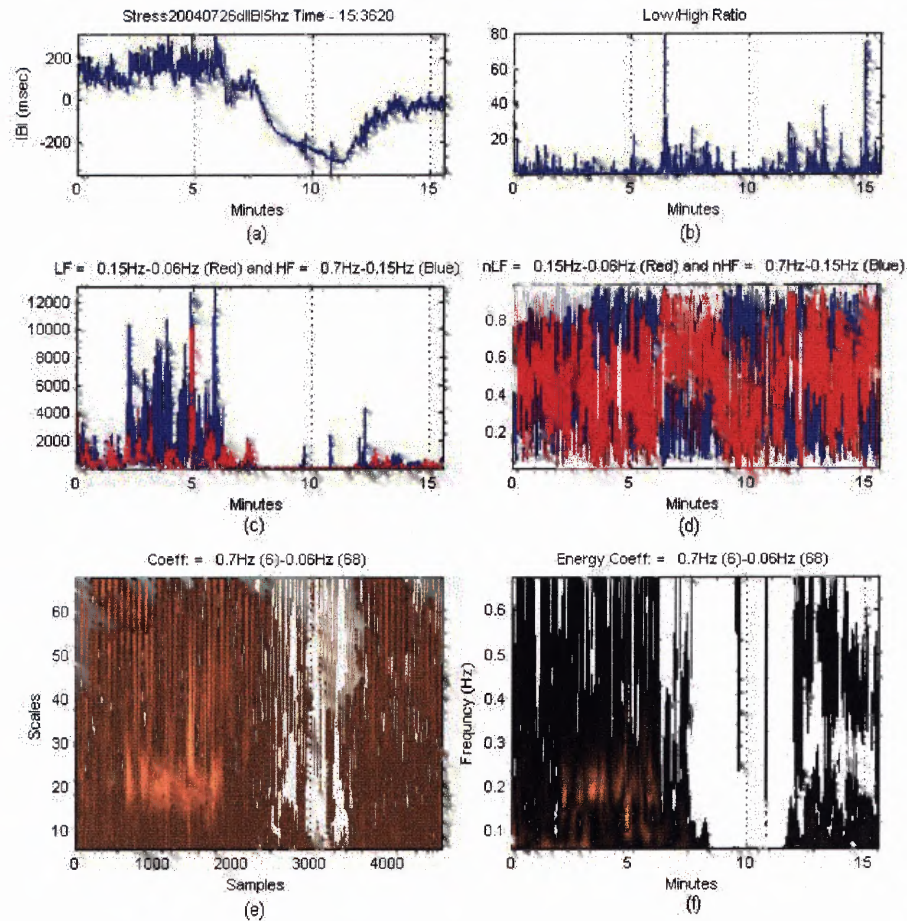 Stress20040726dIIBI5hz Time - 15:3620
IBI (msec)
200
0
-200
0 5 10 15
Minutes
(a)
Low/High Ratio
80
60
40
20
0 5 10 15
Minutes
(b)
LF = 0.15Hz-0.06Hz (Red) and HF = 0.7Hz-0.15Hz (Blue)
12000
10000
8000
6000
4000
2000
0 5 10 15
Minutes
(c)
nLF = 0.15Hz-0.06Hz (Red) and nHF = 0.7Hz-0.15Hz (Blue)
0.8
0.6
0.4
0.2
0 5 10 15
Minutes
(d)
Coeff: = 0.7Hz (6)-0.06Hz (68)
Scales
60
50
40
30
20
10
0 1000 2000 3000 4000
Samples
(e)
Energy Coeff: = 0.7Hz (6)-0.06Hz (68)
Frequncy (Hz)
0.6
0.5
0.4
0.3
0.2
0.1
0 5 10 15
Minutes
(f)